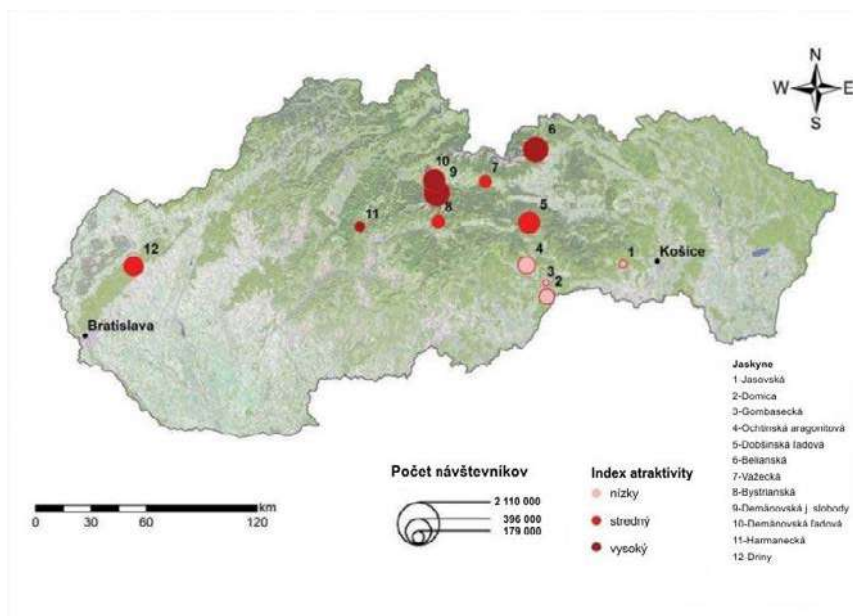 N
W E
S
6
10
9
7
8
5
11
12
4
1
Košice
3
2
Bratislava
Jaskyne
1-Jasovská
2-Domica
3-Gombasecká
4-Ochtinská aragonitová
5-Dobšinská ľadová
6-Belianská
7-Važecká
8-Bystrianská
9-Demänovská j. slobody
10-Demänovská ľadová
11-Harmanecká
12-Driny
Počet návštevníkov
2 110 000
396 000
179 000
Index atraktivity
nízky
stredný
vysoký
km
0 30 60 120